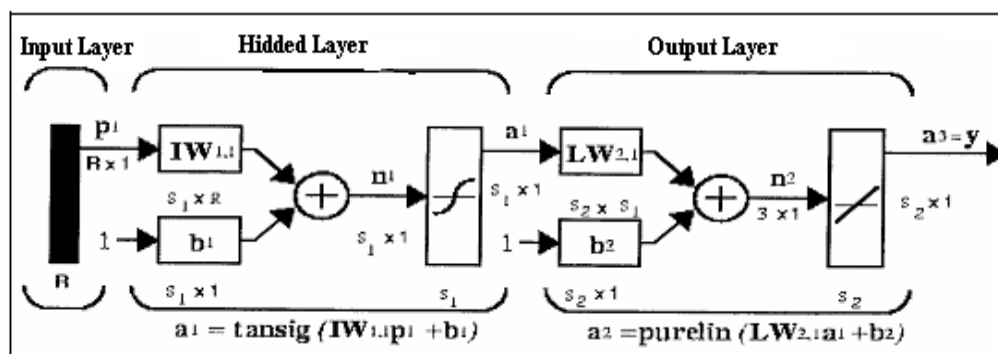 Input Layer
Hidded Layer
Output Layer
p1
R × 1
IW1,1
S1 × R
1
b1
S1 × 1
n1
S1 × 1
S1
a1
S1 × 1
LW2,1
S2 × S1
1
b2
S2 × 1
n2
3 × 1
S2
a3=y
S2 × 1
R
a1 = tansig (IW1,1p1 +b1)
a2 =purelin (LW2,1a1 +b2)